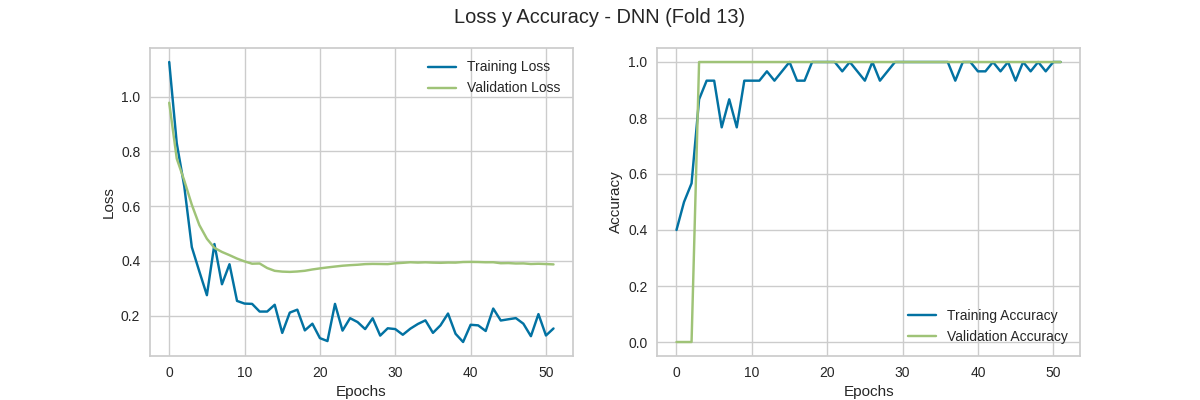 Loss y Accuracy - DNN (Fold 13)
Training Loss
Validation Loss
1.0
0.8
0.6
0.4
0.2
Loss
0 10 20 30 40 50
Epochs
1.0
0.8
0.6
0.4
0.2
0.0
Accuracy
Training Accuracy
Validation Accuracy
0 10 20 30 40 50
Epochs